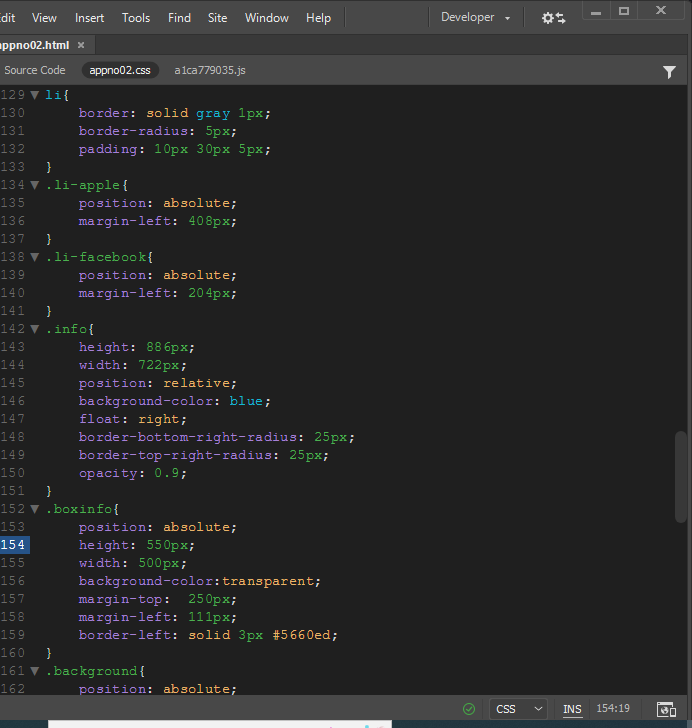 View Insert Tools Find Site Window Help Developer
appno02.html ×
Source Code appno02.css a1ca779035.js
129 li{
130 border: solid gray 1px;
131 border-radius: 5px;
132 padding: 10px 30px 5px;
133 }
134 .li-apple{
135 position: absolute;
136 margin-left: 408px;
137 }
138 .li-facebook{
139 position: absolute;
140 margin-left: 204px;
141 }
142 .info{
143 height: 886px;
144 width: 722px;
145 position: relative;
146 background-color: blue;
147 float: right;
148 border-bottom-right-radius: 25px;
149 border-top-right-radius: 25px;
150 opacity: 0.9;
151 }
152 .boxinfo{
153 position: absolute;
154 height: 550px;
155 width: 500px;
156 background-color:transparent;
157 margin-top:  250px;
158 margin-left: 111px;
159 border-left: solid 3px #5660ed;
160 }
161 .background{
162 position: absolute;
CSS INS 154:19